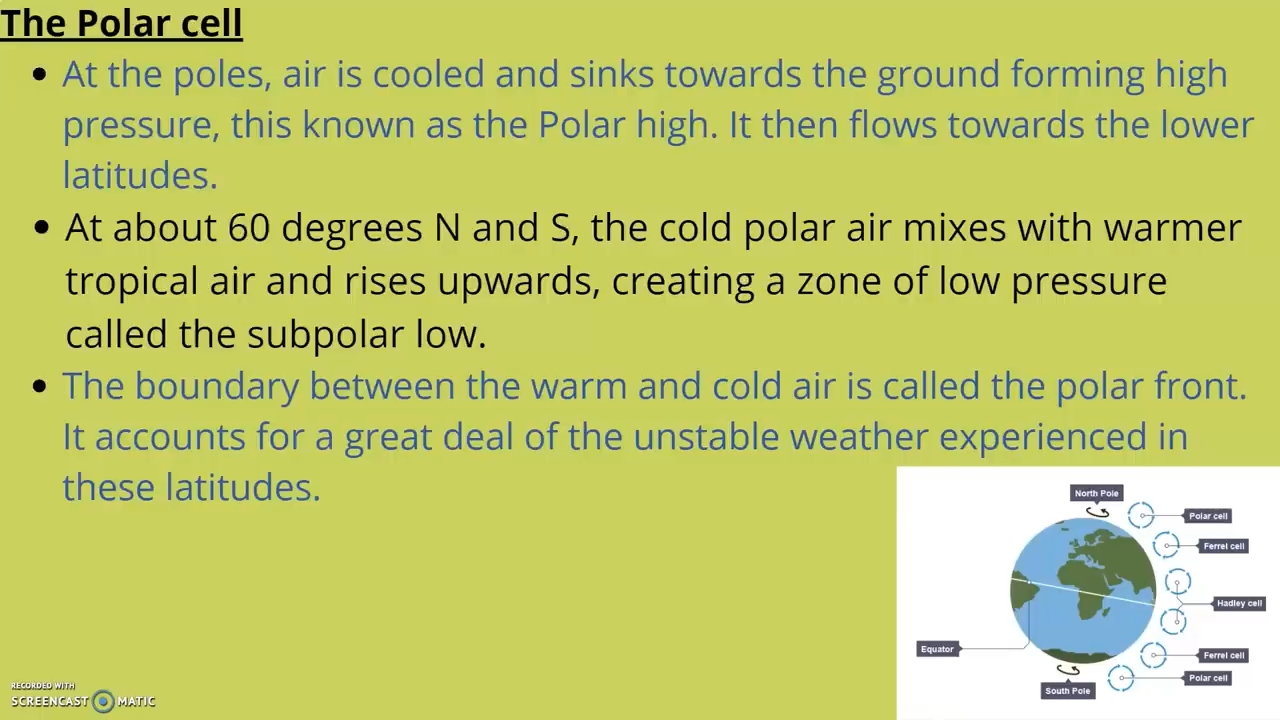 The Polar cell
• At the poles, air is cooled and sinks towards the ground forming high
pressure, this known as the Polar high. It then flows towards the lower
latitudes.
• At about 60 degrees N and S, the cold polar air mixes with warmer
tropical air and rises upwards, creating a zone of low pressure
called the subpolar low.
• The boundary between the warm and cold air is called the polar front.
It accounts for a great deal of the unstable weather experienced in
these latitudes.
North Pole
Polar cell
Ferrel cell
Hadley cell
Equator
Ferrel cell
Polar cell
South Pole
RECORDED WITH
SCREENCAST MATIC